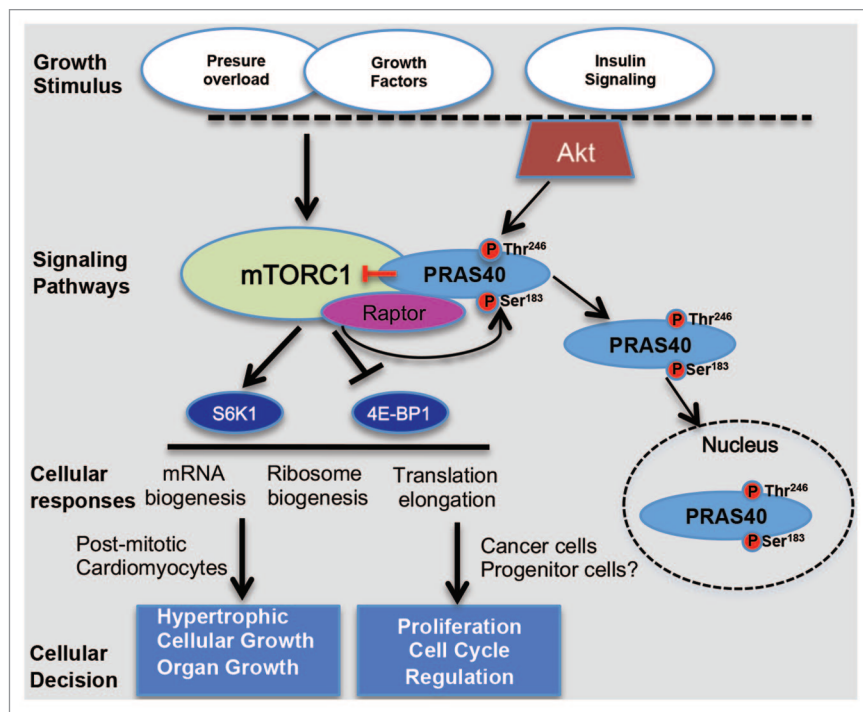 Growth
Stimulus
Presure
overload
Growth
Factors
Insulin
Signaling
Akt
Signaling
Pathways
mTORC1
PRAS40
P Thr246
P Ser183
Raptor
PRAS40
P Thr246
P Ser183
S6K1
4E-BP1
Nucleus
PRAS40
P Thr246
P Ser183
Cellular
responses
mRNA
biogenesis
Ribosome
biogenesis
Translation
elongation
Post-mitotic
Cardiomyocytes
Cancer cells
Progenitor cells?
Cellular
Decision
Hypertrophic
Cellular Growth
Organ Growth
Proliferation
Cell Cycle
Regulation